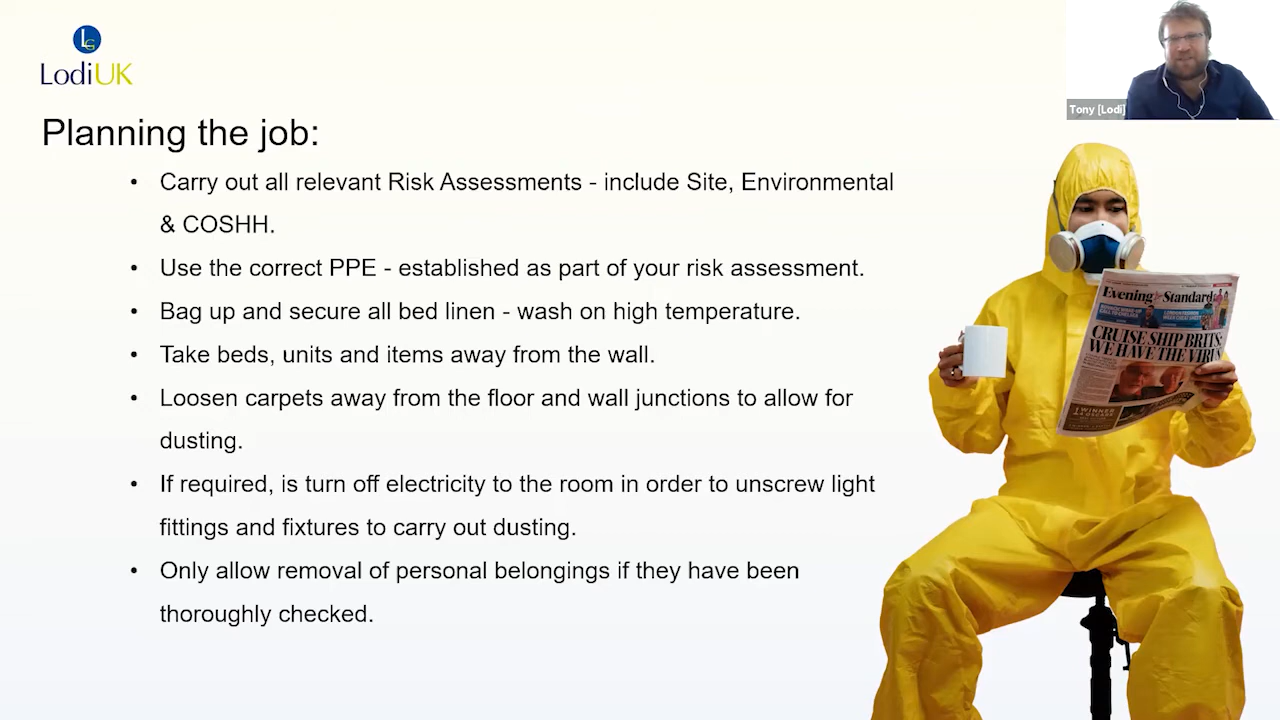 LG
LodiUK
Tony [Lodi]
Planning the job:
• Carry out all relevant Risk Assessments - include Site, Environmental
& COSHH.
• Use the correct PPE - established as part of your risk assessment.
• Bag up and secure all bed linen - wash on high temperature.
• Take beds, units and items away from the wall.
• Loosen carpets away from the floor and wall junctions to allow for
dusting.
• If required, is turn off electricity to the room in order to unscrew light
fittings and fixtures to carry out dusting.
• Only allow removal of personal belongings if they have been
thoroughly checked.
Evening Standard
CRUISE SHIP BRITS:
WE HAVE THE VIRUS